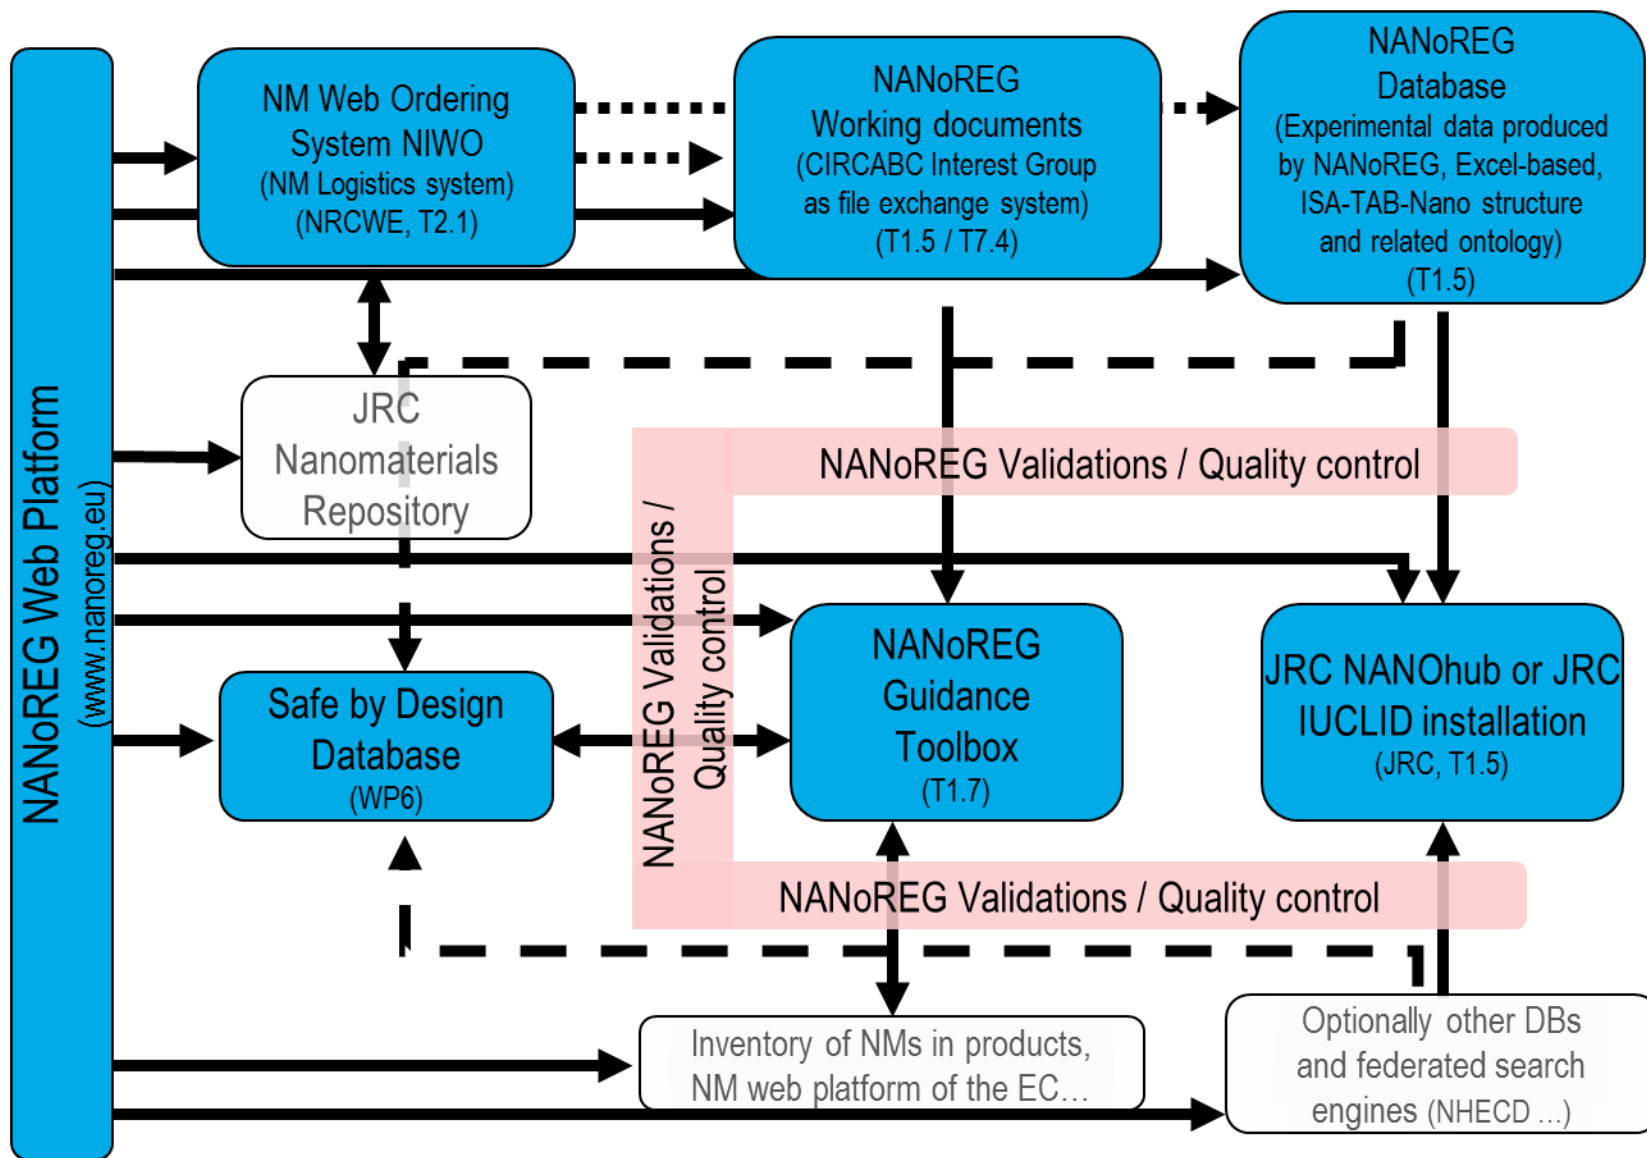 NANoREG Web Platform
(www.nanoreg.eu)
NM Web Ordering
System NIWO
(NM Logistics system)
(NRCWE, T2.1)
NANoREG
Working documents
(CIRCABC Interest Group
as file exchange system)
(T1.5 / T7.4)
NANoREG
Database
(Experimental data produced
by NANoREG, Excel-based,
ISA-TAB-Nano structure
and related ontology)
(T1.5)
JRC
Nanomaterials
Repository
NANoREG Validations / Quality control
NANoREG Validations /
Quality control
Safe by Design
Database
(WP6)
NANoREG
Guidance
Toolbox
(T1.7)
JRC NANOhub or JRC
IUCLID installation
(JRC, T1.5)
NANoREG Validations / Quality control
Inventory of NMs in products,
NM web platform of the EC...
Optionally other DBs
and federated search
engines (NHECD ...)